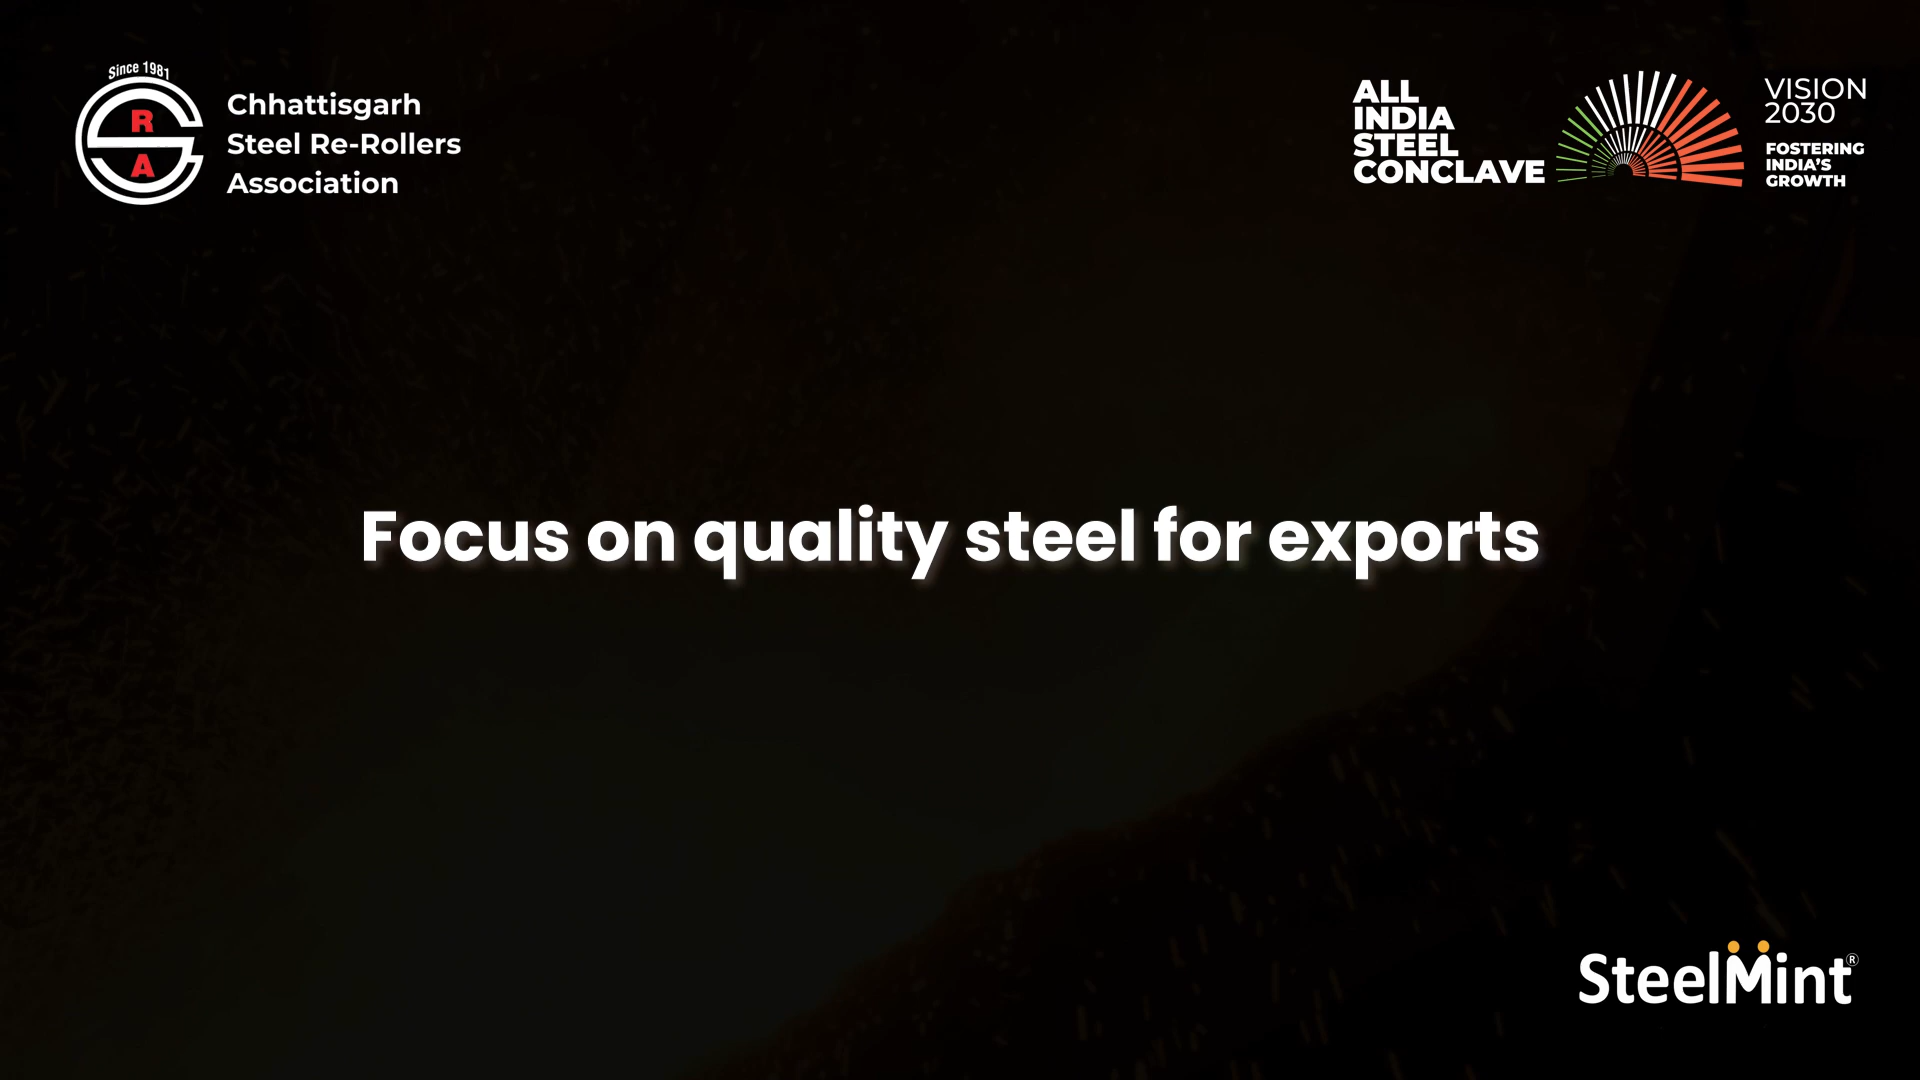 Since 1981
R
A
Chhattisgarh
Steel Re-Rollers
Association
ALL
INDIA
STEEL
CONCLAVE
VISION
2030
FOSTERING
INDIA'S
GROWTH
Focus on quality steel for exports
SteelMint®